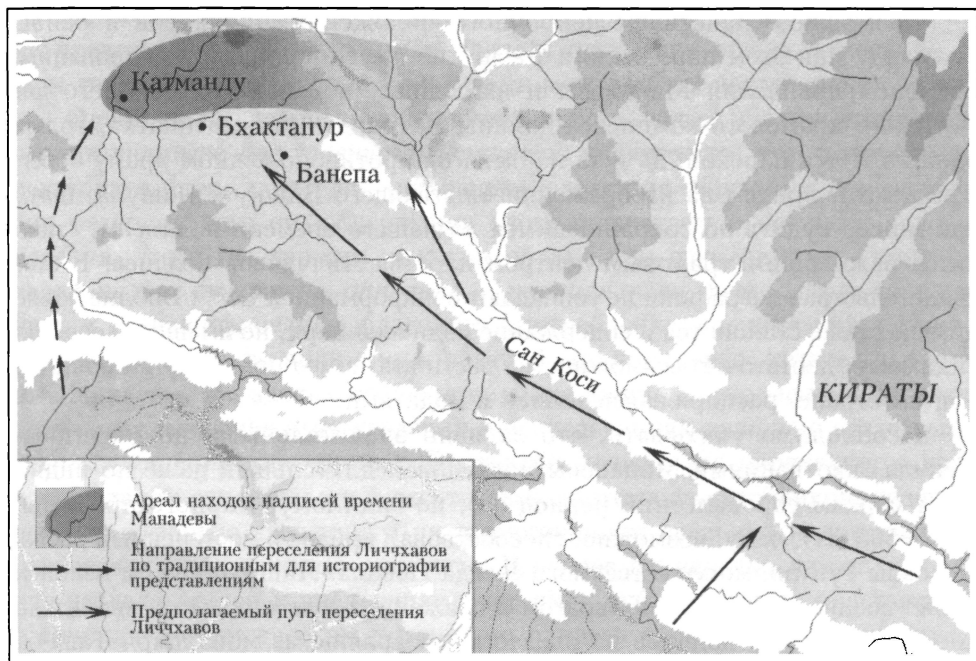 Катманду
Бхактапур
Банепа
Сан Коси
КИРАТЫ
Ареал находок надписей времени
Манадевы
Направление переселения Личчхавов
по традиционным для историографии
представлениям
Предполагаемый путь переселения
Личчхавов